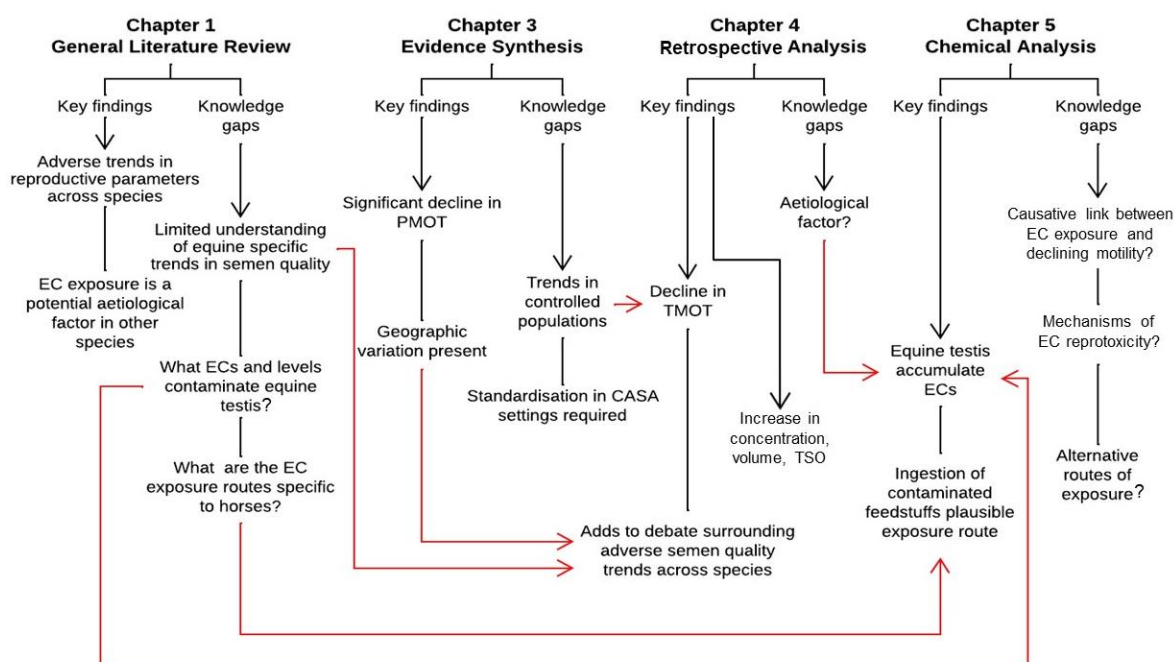 Chapter 1
General Literature Review
Key findings
Knowledge
gaps
Adverse trends in
reproductive parameters
across species
EC exposure is a
potential aetiological
factor in other
species
Limited understanding
of equine specific
trends in semen quality
What ECs and levels
contaminate equine
testis?
What are the EC
exposure routes specific
to horses?
Chapter 3
Evidence Synthesis
Key findings
Knowledge
gaps
Significant decline in
PMOT
Geographic
variation present
Trends in
controlled
populations
Standardisation in CASA
settings required
Chapter 4
Retrospective Analysis
Key findings
Knowledge
gaps
Decline in
TMOT
Increase in
concentration,
volume, TSO
Aetiological
factor?
Adds to debate surrounding
adverse semen quality
trends across species
Chapter 5
Chemical Analysis
Key findings
Knowledge
gaps
Equine testis
accumulate
ECs
Ingestion of
contaminated
feedstuffs plausible
exposure route
Causative link between
EC exposure and
declining motility?
Mechanisms of
EC reprotoxicity?
Alternative
routes of
exposure?